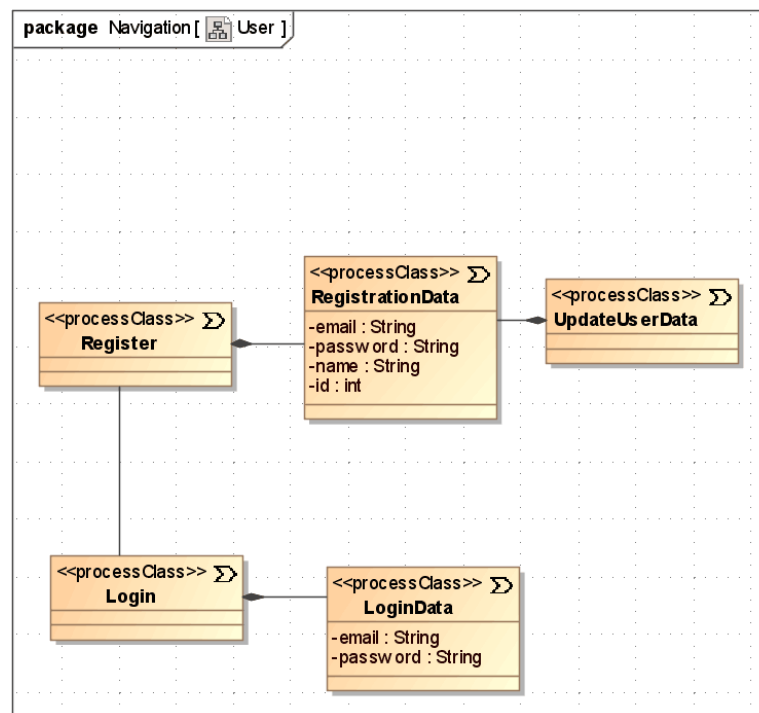 package Navigation [ User ]
<<processClass>>
RegistrationData
-email : String
-password : String
-name : String
-id : int
<<processClass>>
UpdateUserData
<<processClass>>
Register
<<processClass>>
Login
<<processClass>>
LoginData
-email : String
-password : String